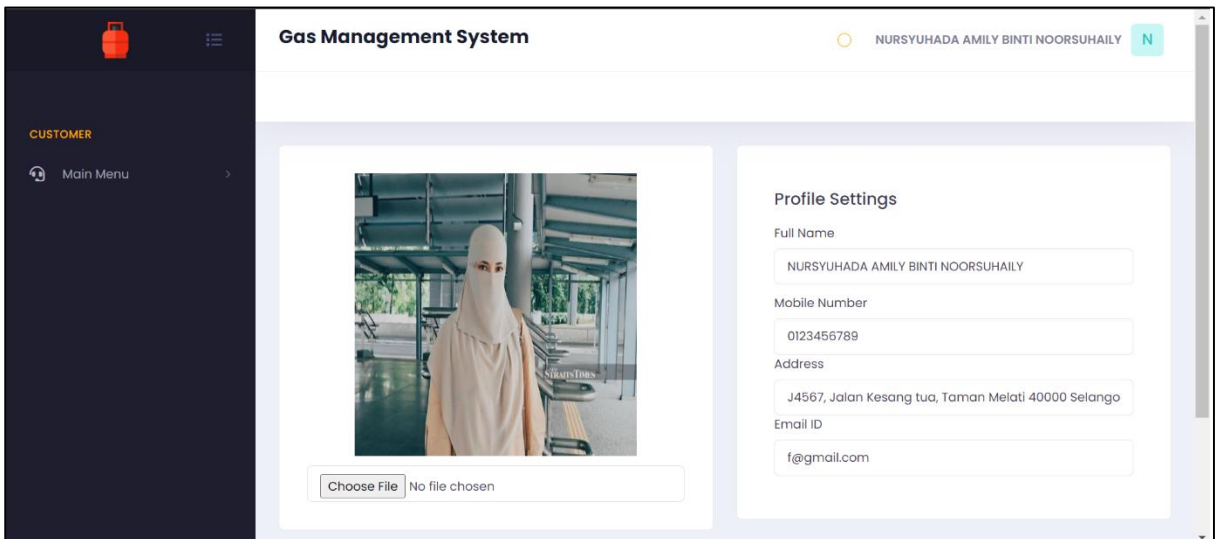 Gas Management System
NURSYUHADA AMILY BINTI NOORSUHAILY N
CUSTOMER
Main Menu
STRAITS TIMES
Choose File No file chosen
Profile Settings
Full Name
NURSYUHADA AMILY BINTI NOORSUHAILY
Mobile Number
0123456789
Address
J4567, Jalan Kesang tua, Taman Melati 40000 Selango
Email ID
f@gmail.com